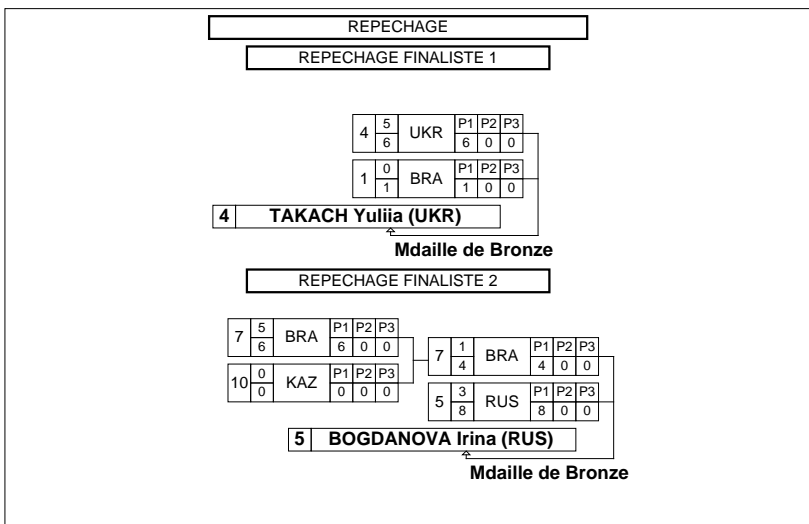 REPECHAGE
REPECHAGE FINALISTE 1
4 5 UKR P1 P2 P3
6 6 0 0
1 0 BRA P1 P2 P3
1 1 0 0
4 TAKACH Yuliia (UKR)
Mdaille de Bronze
REPECHAGE FINALISTE 2
7 5 BRA P1 P2 P3
6 6 0 0
7 1 BRA P1 P2 P3
4 4 0 0
10 0 KAZ P1 P2 P3
0 0 0 0
5 3 RUS P1 P2 P3
8 8 0 0
5 BOGDANOVA Irina (RUS)
Mdaille de Bronze